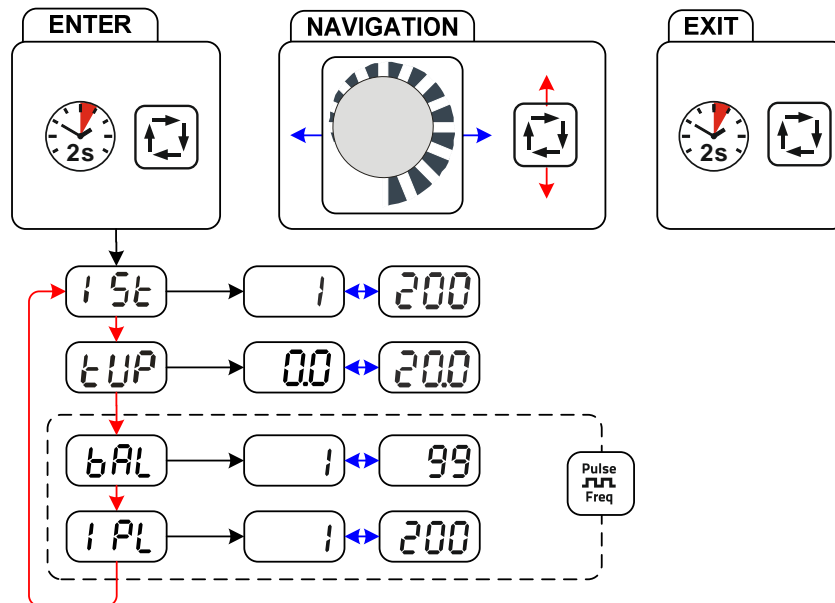 ENTER
NAVIGATION
EXIT
2s
2s
I St
1
200
tUP
0.0
20.0
bAL
1
99
Pulse
Freq
I PL
1
200